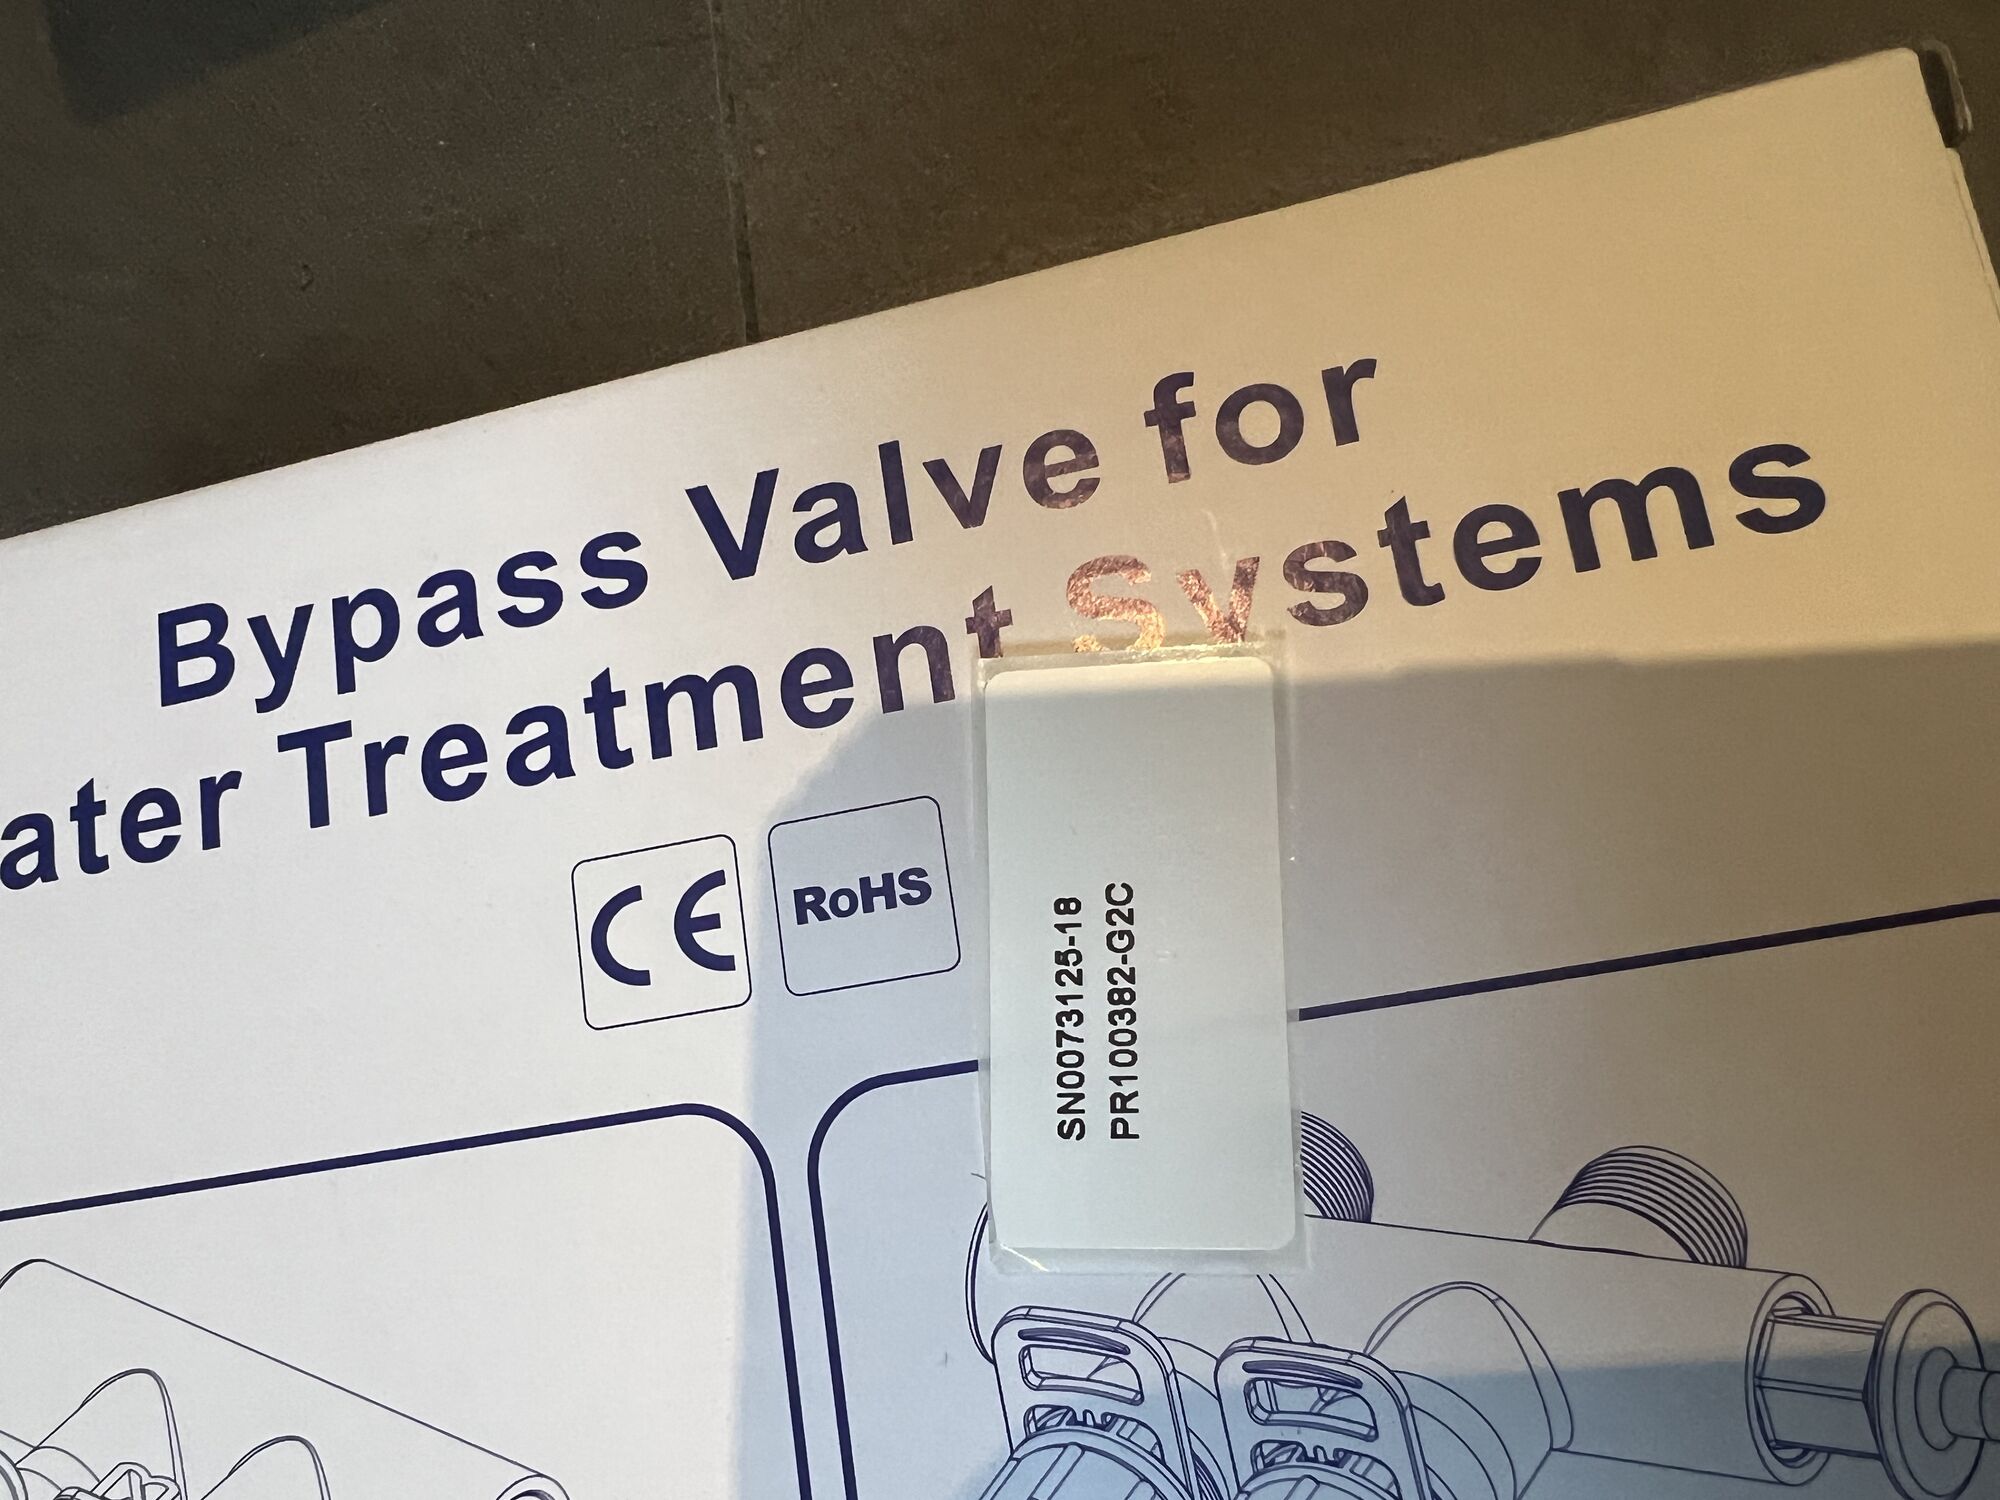 Bypass Valve for
ater Treatment Systems
CE
RoHS
SN0073125-18
PR100382-G2C